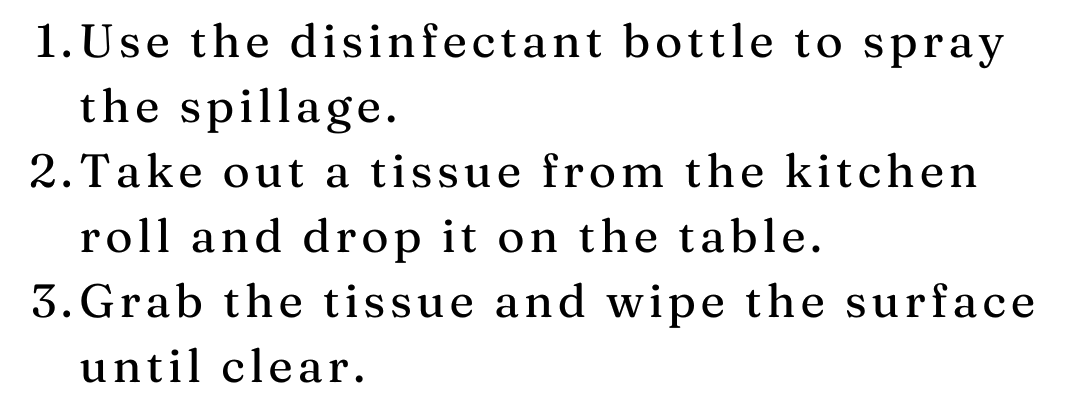 1. Use the disinfectant bottle to spray
the spillage.
2. Take out a tissue from the kitchen
roll and drop it on the table.
3. Grab the tissue and wipe the surface
until clear.